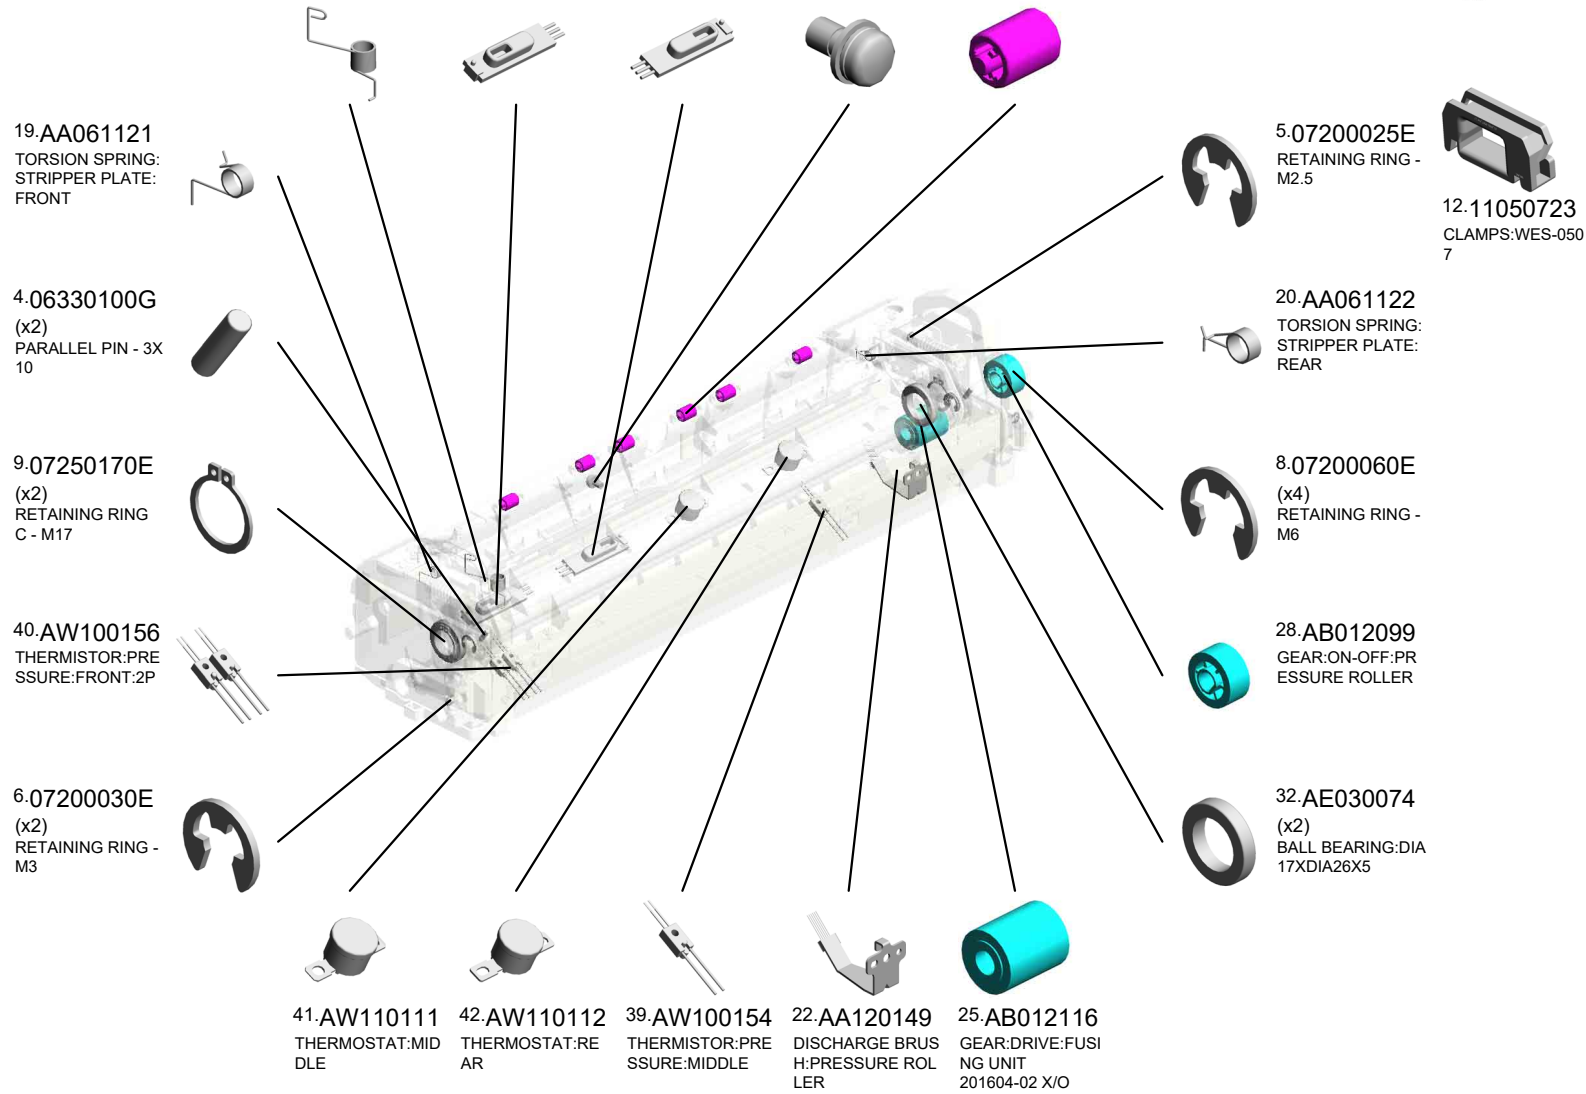 19.AA061121
TORSION SPRING:
STRIPPER PLATE:
FRONT
4.06330100G
(x2)
PARALLEL PIN - 3X
10
9.07250170E
(x2)
RETAINING RING
C - M17
40.AW100156
THERMISTOR:PRE
SSURE:FRONT:2P
6.07200030E
(x2)
RETAINING RING -
M3
5.07200025E
RETAINING RING -
M2.5
12.11050723
CLAMPS:WES-050
7
20.AA061122
TORSION SPRING:
STRIPPER PLATE:
REAR
8.07200060E
(x4)
RETAINING RING -
M6
28.AB012099
GEAR:ON-OFF:PR
ESSURE ROLLER
32.AE030074
(x2)
BALL BEARING:DIA
17XDIA26X5
41.AW110111
THERMOSTAT:MID
DLE
42.AW110112
THERMOSTAT:RE
AR
39.AW100154
THERMISTOR:PRE
SSURE:MIDDLE
22.AA120149
DISCHARGE BRUS
H:PRESSURE ROL
LER
25.AB012116
GEAR:DRIVE:FUSI
NG UNIT
201604-02 X/O